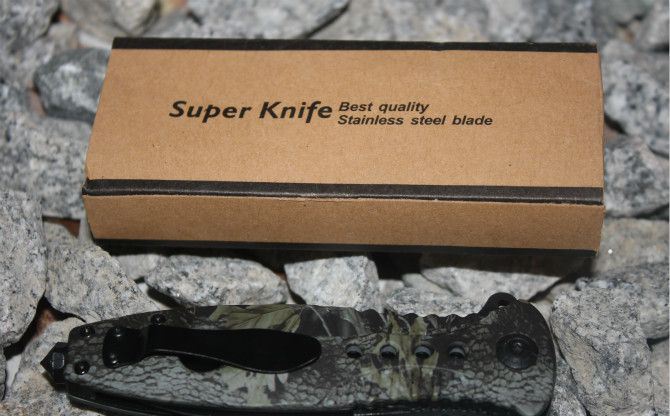 Super Knife Best quality
Stainless steel blade